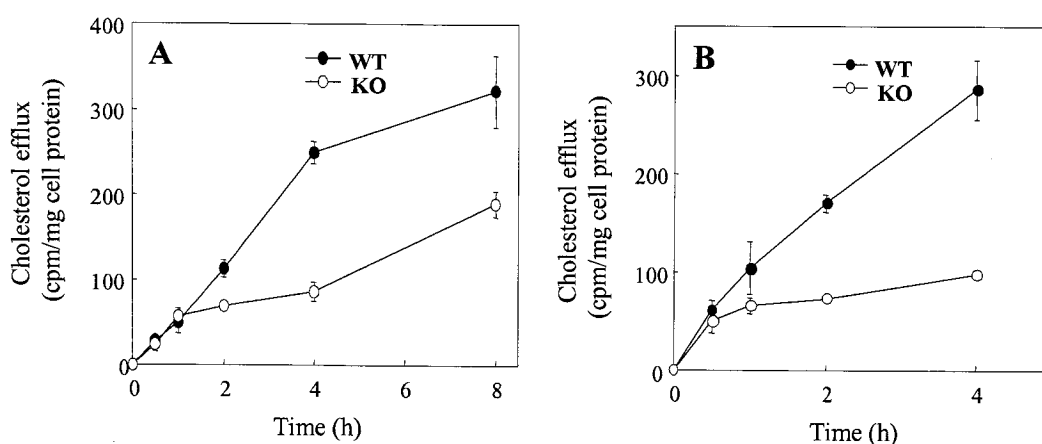 A
WT
KO
Cholesterol efflux
(cpm/mg cell protein)
400
300
200
100
0
0 2 4 6 8
Time (h)
B
WT
KO
Cholesterol efflux
(cpm/mg cell protein)
300
200
100
0
0 2 4
Time (h)